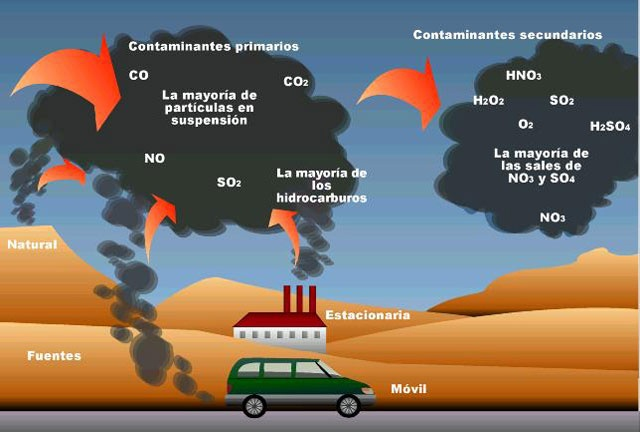 Contaminantes primarios
CO
CO2
La mayoría de
partículas en
suspensión
NO
SO2
La mayoría de
los
hidrocarburos
Contaminantes secundarios
HNO3
H2O2
SO2
O2
H2SO4
La mayoría de
las sales de
NO3 y SO4
NO3
Natural
Estacionaria
Fuentes
Móvil